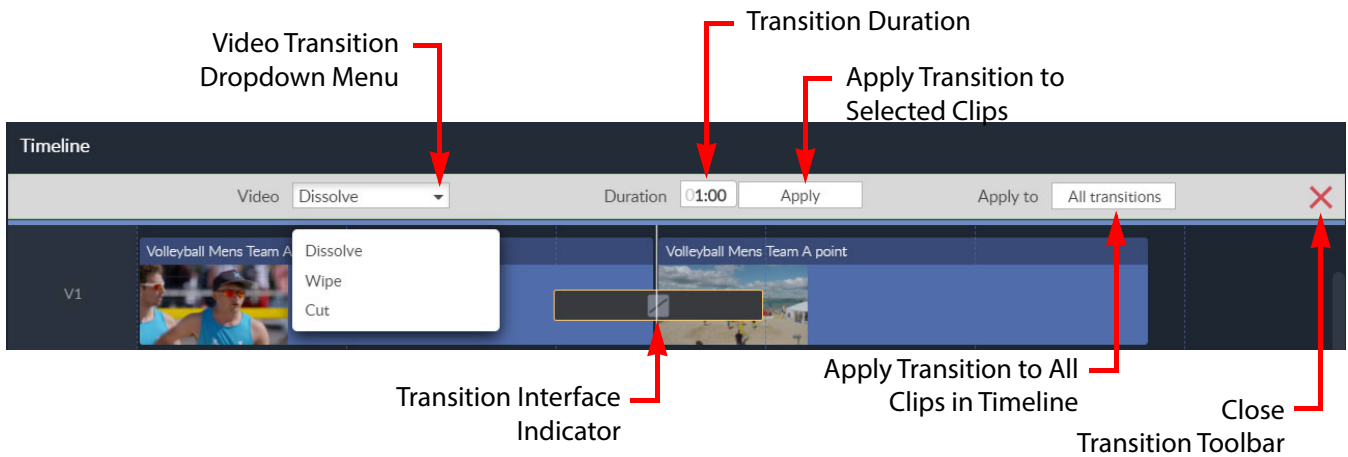 Transition Duration
Video Transition
Dropdown Menu
Apply Transition to
Selected Clips
Timeline
Video Dissolve Duration 01:00 Apply Apply to All transitions
Volleyball Mens Team A Volleyball Mens Team A point
Dissolve
Wipe
V1
Cut
Apply Transition to All
Clips in Timeline
Transition Interface
Indicator
Close
Transition Toolbar